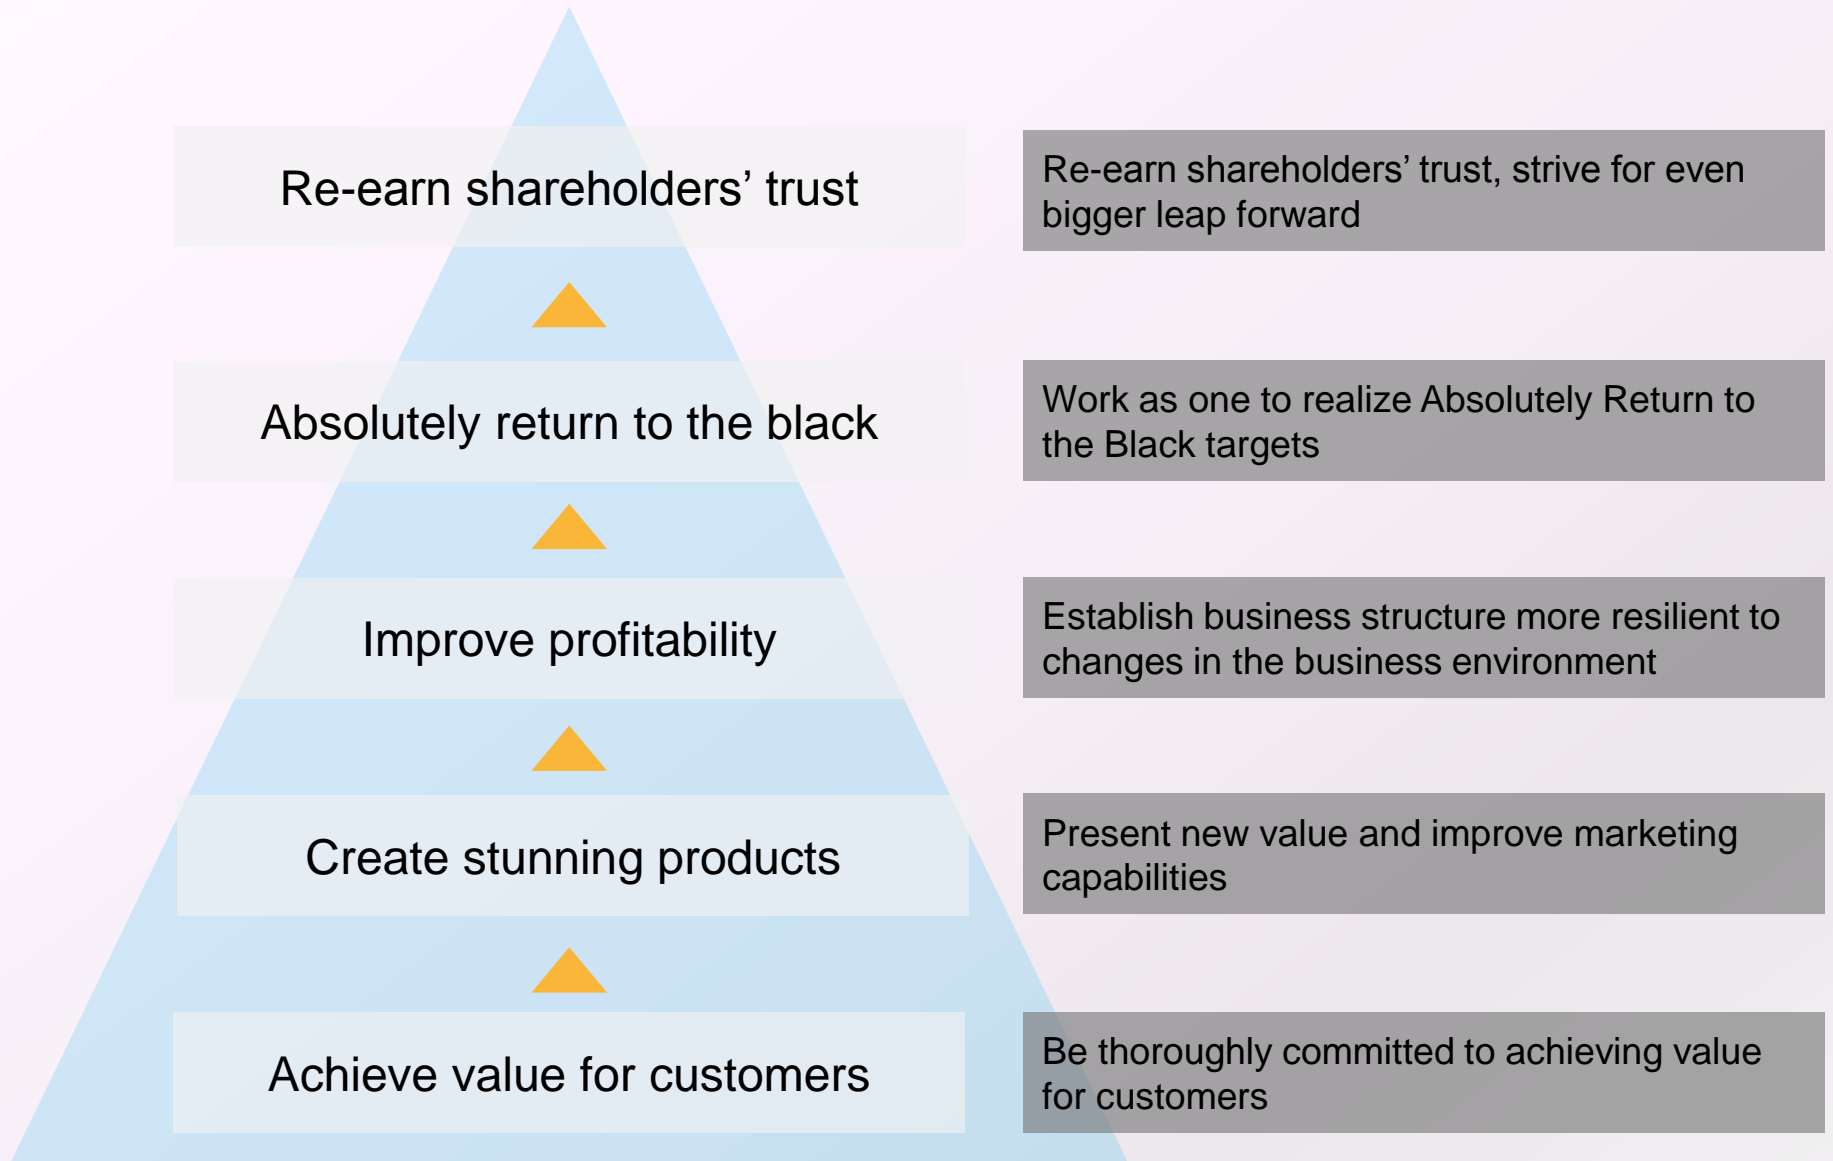 Re-earn shareholders’ trust
Re-earn shareholders’ trust, strive for even
bigger leap forward
Absolutely return to the black
Work as one to realize Absolutely Return to
the Black targets
Improve profitability
Establish business structure more resilient to
changes in the business environment
Create stunning products
Present new value and improve marketing
capabilities
Achieve value for customers
Be thoroughly committed to achieving value
for customers